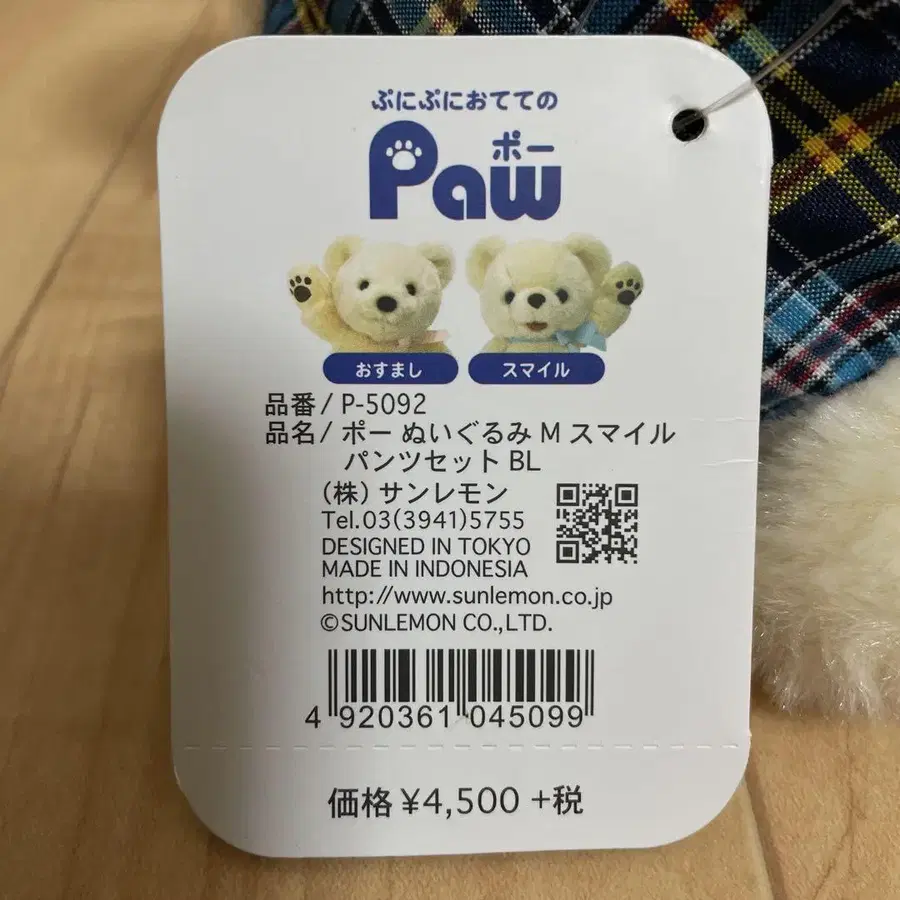 ぷにぷにおてての
ポー
Paw
おすまし スマイル
品番/ P-5092
品名/ ポー ぬいぐるみ M スマイル
パンツセット BL
(株) サンレモン
Tel.03(3941)5755
DESIGNED IN TOKYO
MADE IN INDONESIA
http://www.sunlemon.co.jp
©SUNLEMON CO.,LTD.
4 920361 045099
価格 ¥4,500 +税